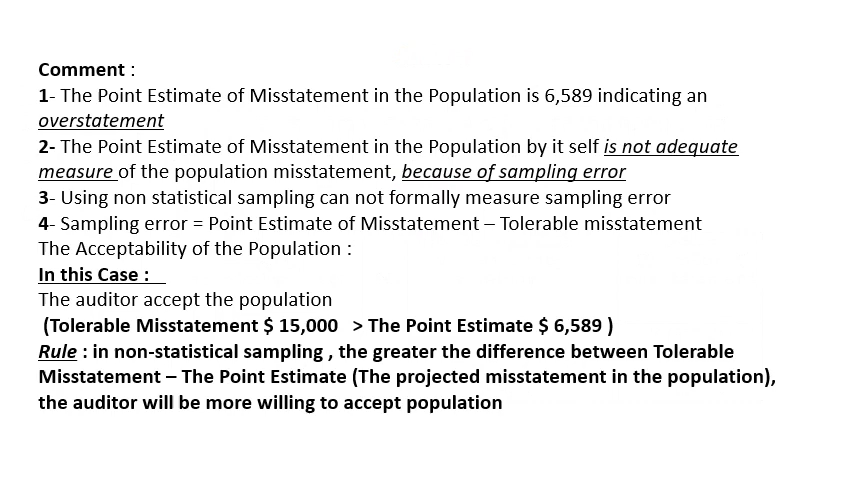 Comment :
1- The Point Estimate of Misstatement in the Population is 6,589 indicating an
overstatement
2- The Point Estimate of Misstatement in the Population by it self is not adequate
measure of the population misstatement, because of sampling error
3- Using non statistical sampling can not formally measure sampling error
4- Sampling error = Point Estimate of Misstatement – Tolerable misstatement
The Acceptability of the Population :
In this Case :
The auditor accept the population
(Tolerable Misstatement $ 15,000 > The Point Estimate $ 6,589 )
Rule : in non-statistical sampling , the greater the difference between Tolerable
Misstatement – The Point Estimate (The projected misstatement in the population),
the auditor will be more willing to accept population